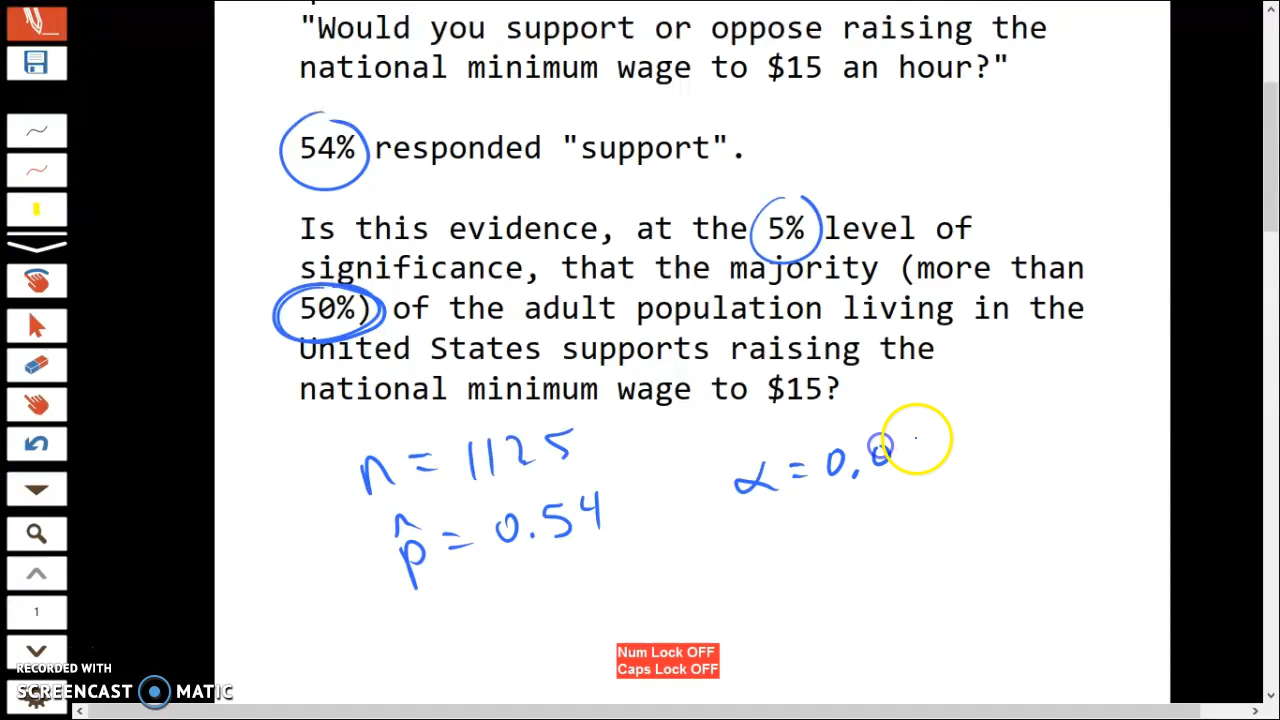 "Would you support or oppose raising the
national minimum wage to $15 an hour?"
54% responded "support".
Is this evidence, at the 5% level of
significance, that the majority (more than
50%) of the adult population living in the
United States supports raising the
national minimum wage to $15?
n = 1125
α = 0.0
p̂ = 0.54
1
Num Lock OFF
Caps Lock OFF
RECORDED WITH
SCREENCAST MATIC